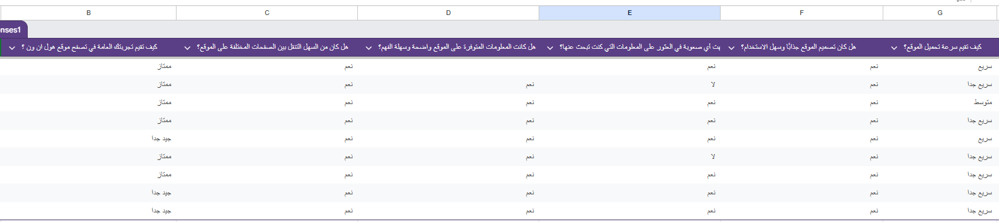 B C D E F G
nses1
كيف تقيم تجربتك العامة في تصفح موقع هول ان ون ؟ هل كان من السهل التنقل بين الصفحات المختلفة على الموقع؟ هل كانت المعلومات المتوفرة على الموقع واضحة وسهلة الفهم؟ هت أي صعوبة في العثور على المعلومات التي كنت تبحث عنها؟ هل كان تصميم الموقع جذابًا وسهل الاستخدام؟ كيف تقيم سرعة تحميل الموقع؟
ممتاز نعم نعم نعم سريع
ممتاز نعم نعم لا نعم سريع جدا
ممتاز نعم نعم نعم نعم متوسط
ممتاز نعم نعم نعم نعم سريع جدا
جيد جدا نعم نعم نعم نعم سريع
ممتاز نعم نعم لا نعم سريع جدا
ممتاز نعم نعم نعم نعم سريع جدا
جيد جدا نعم نعم نعم نعم سريع جدا
جيد جدا نعم نعم نعم نعم سريع جدا